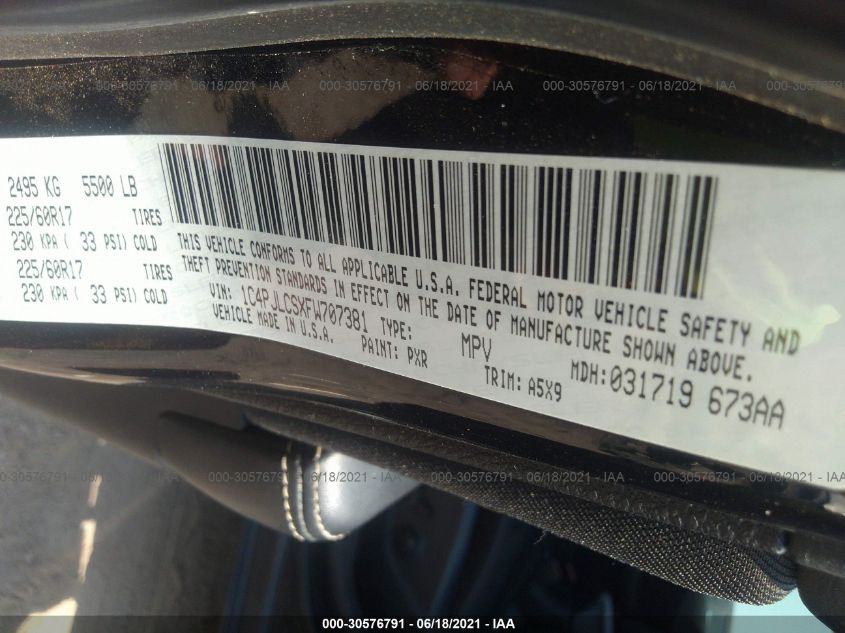 000-30576791 - 06/18/2021 - IAA
000-30576791 - 06/18/2021 - IAA
000-30576791 - 06/18/2021 - IAA
2495 KG 5500 LB
225/60R17 TIRES
230 KPA ( 33 PSI) COLD
225/60R17 TIRES
230 KPA ( 33 PSI) COLD
THIS VEHICLE CONFORMS TO ALL APPLICABLE U.S.A. FEDERAL MOTOR VEHICLE SAFETY AND
THEFT PREVENTION STANDARDS IN EFFECT ON THE DATE OF MANUFACTURE SHOWN ABOVE.
VIN: 1C4PJLCSXFW707381 TYPE: MPV MDH:031719 673AA
VEHICLE MADE IN U.S.A. PAINT: PXR TRIM: A5X9
000-30576791 - 06/18/2021 - IAA
000-30576791 - 06/18/2021 - IAA
000-30576791 - 06/18/2021 - IAA
000-30576791 - 06/18/2021 - IAA